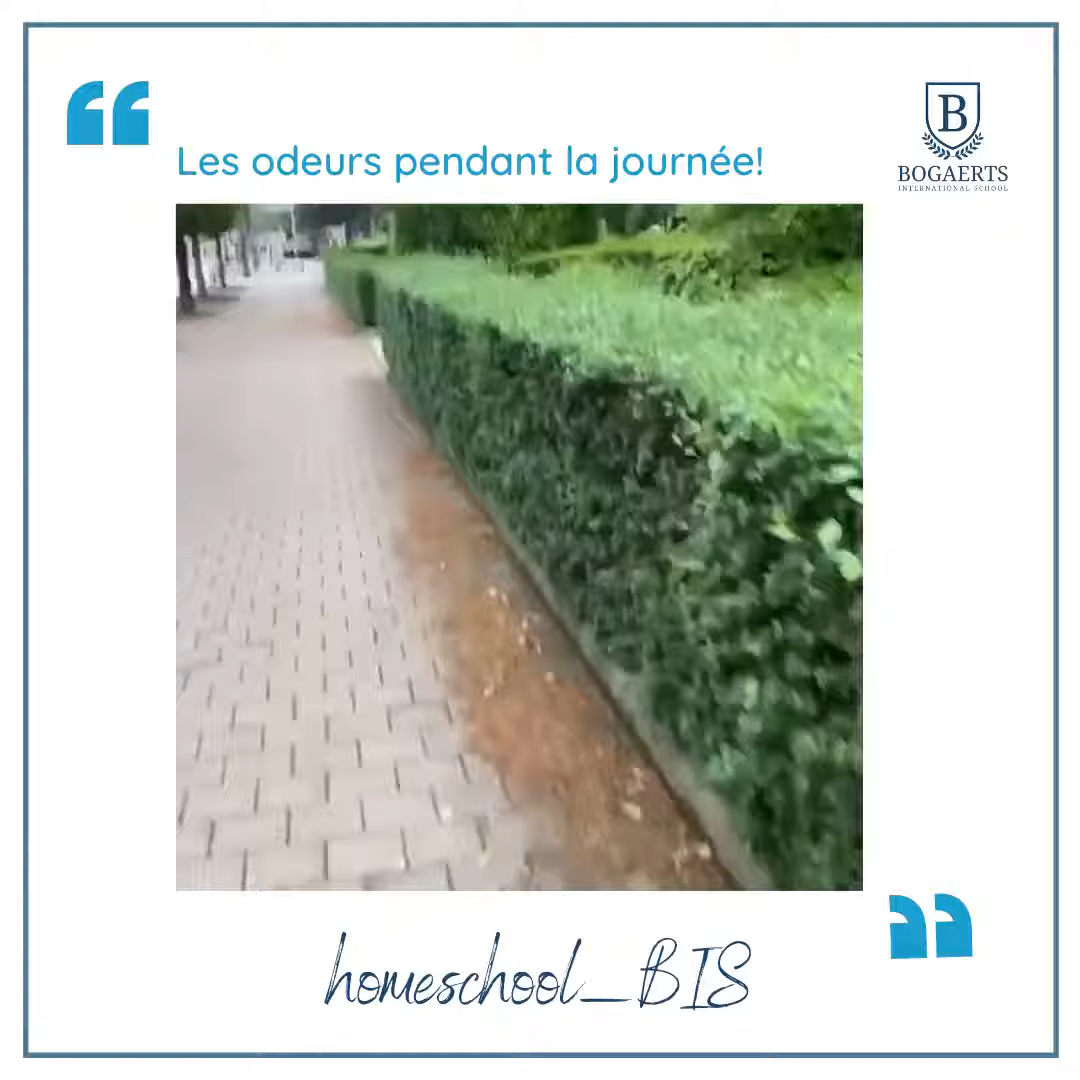 Les odeurs pendant la journée!
B
BOGAERTS
INTERNATIONAL SCHOOL
homeschool_BIS